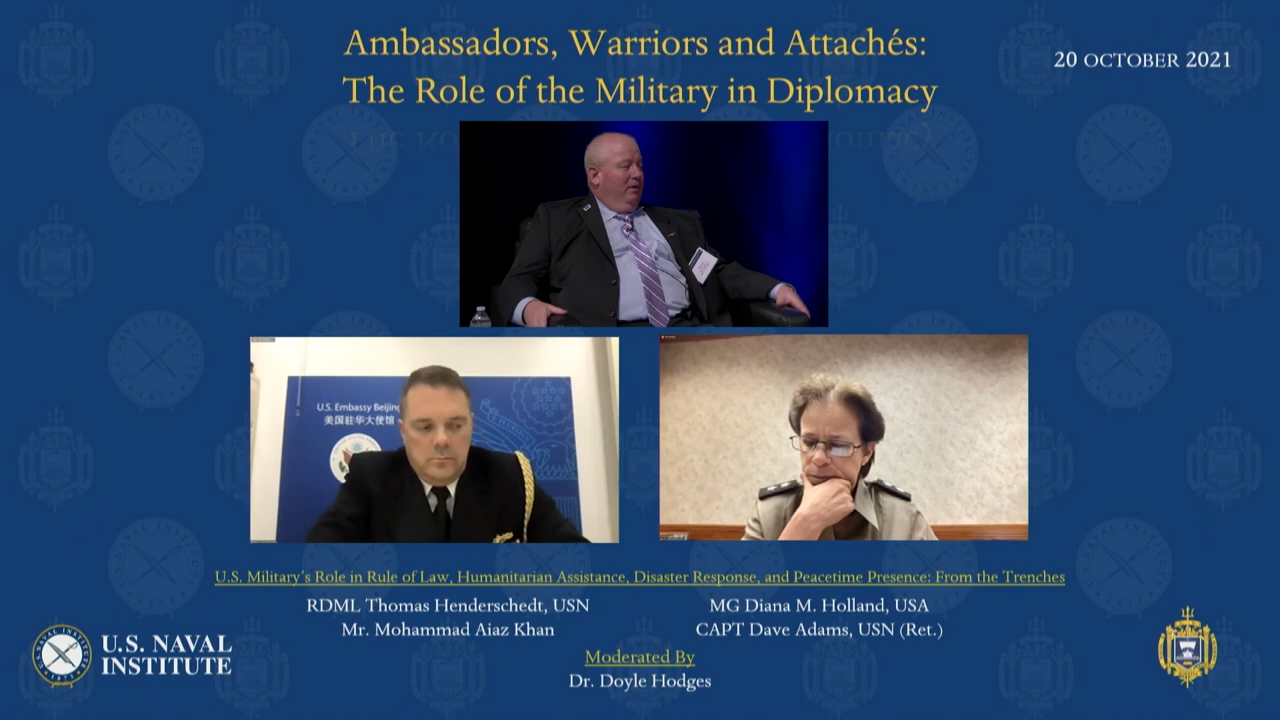 Ambassadors, Warriors and Attachés:
The Role of the Military in Diplomacy
20 OCTOBER 2021
U.S. Embassy Beijing
美国驻华大使馆
U.S. Military's Role in Rule of Law, Humanitarian Assistance, Disaster Response, and Peacetime Presence: From the Trenches
RDML Thomas Henderschedt, USN
MG Diana M. Holland, USA
Mr. Mohammad Aiaz Khan
CAPT Dave Adams, USN (Ret.)
Moderated By
Dr. Doyle Hodges
U.S. NAVAL
INSTITUTE